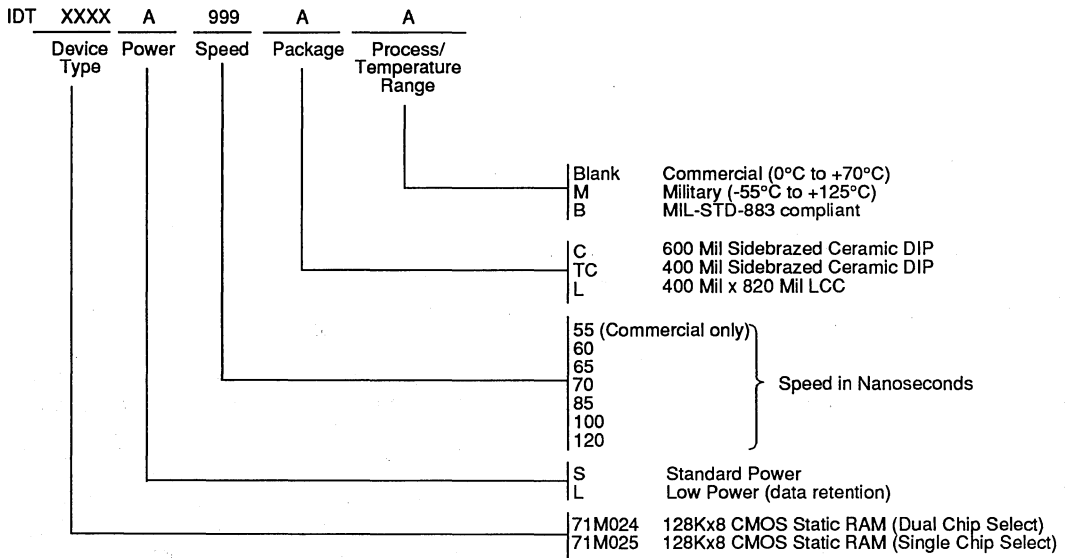 IDT XXXX A 999 A A
Device Type Power Speed Package Process/ Temperature Range
Blank Commercial (0°C to +70°C)
M Military (-55°C to +125°C)
B MIL-STD-883 compliant
C 600 Mil Sidebrazed Ceramic DIP
TC 400 Mil Sidebrazed Ceramic DIP
L 400 Mil x 820 Mil LCC
55 (Commercial only)
60
65
70
85
100
120
Speed in Nanoseconds
S Standard Power
L Low Power (data retention)
71M024 128Kx8 CMOS Static RAM (Dual Chip Select)
71M025 128Kx8 CMOS Static RAM (Single Chip Select)